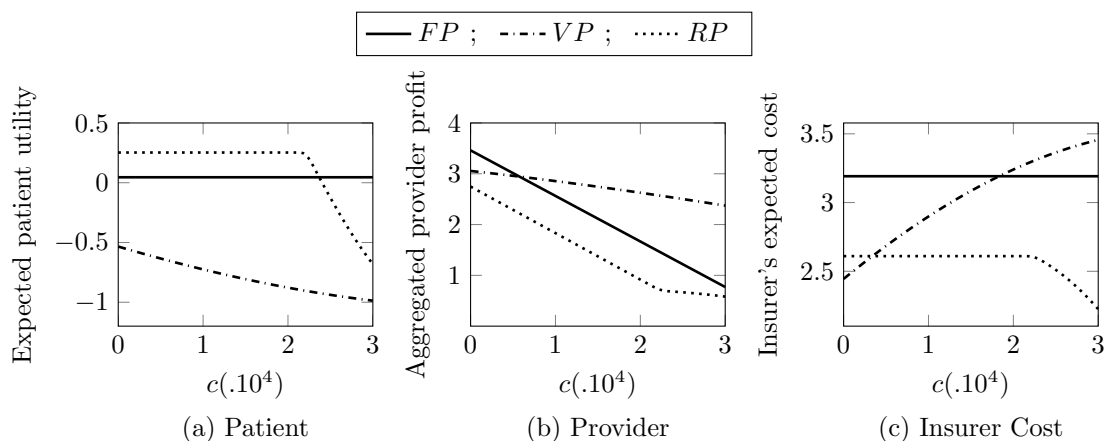 FP ; VP ; RP
Expected patient utility
0.5
0
−0.5
−1
0 1 2 3
c(.10⁴)
(a) Patient
Aggregated provider profit
4
3
2
1
0 1 2 3
c(.10⁴)
(b) Provider
Insurer's expected cost
3.5
3
2.5
0 1 2 3
c(.10⁴)
(c) Insurer Cost